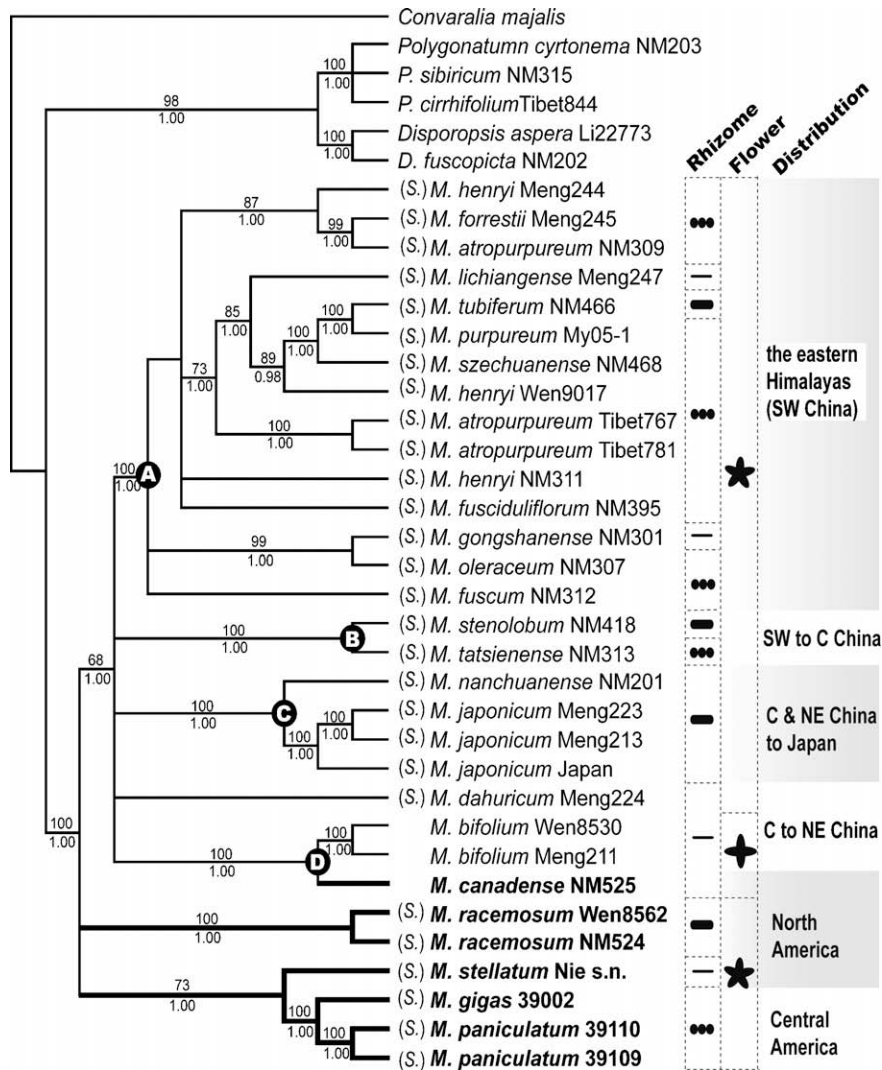 Convaralia majalis
Polygonatumn cyrtonema NM203
P. sibiricum NM315
P. cirrhifoliumTibet844
Disporopsis aspera Li22773
D. fuscopicta NM202
Rhizome
Flower
Distribution
(S.) M. henryi Meng244
(S.) M. forrestii Meng245
(S.) M. atropurpureum NM309
(S.) M. lichiangense Meng247
(S.) M. tubiferum NM466
(S.) M. purpureum My05-1
(S.) M. szechuanense NM468
(S.) M. henryi Wen9017
(S.) M. atropurpureum Tibet767
(S.) M. atropurpureum Tibet781
(S.) M. henryi NM311
(S.) M. fusciduliflorum NM395
(S.) M. gongshanense NM301
(S.) M. oleraceum NM307
(S.) M. fuscum NM312
(S.) M. stenolobum NM418
(S.) M. tatsienense NM313
(S.) M. nanchuanense NM201
(S.) M. japonicum Meng223
(S.) M. japonicum Meng213
(S.) M. japonicum Japan
(S.) M. dahuricum Meng224
M. bifolium Wen8530
M. bifolium Meng211
M. canadense NM525
(S.) M. racemosum Wen8562
(S.) M. racemosum NM524
(S.) M. stellatum Nie s.n.
(S.) M. gigas 39002
(S.) M. paniculatum 39110
(S.) M. paniculatum 39109
the eastern
Himalayas
(SW China)
SW to C China
C & NE China
to Japan
C to NE China
North
America
Central
America
100
1.00
98
1.00
100
1.00
87
1.00
99
1.00
85
1.00
100
1.00
100
1.00
89
0.98
73
1.00
100
1.00
100
1.00
A
99
1.00
100
1.00
B
68
1.00
100
1.00
C
100
1.00
100
1.00
100
1.00
100
1.00
D
100
1.00
100
1.00
73
1.00
100
1.00
100
1.00